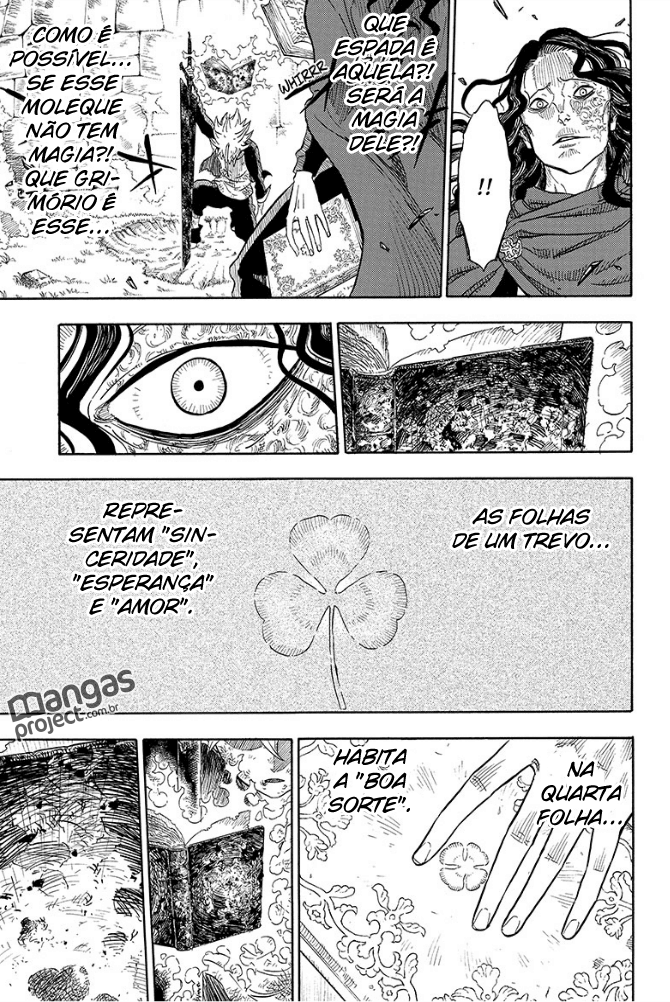 !!
QUE
ESPADA É
AQUELA?!
SERÁ A
MAGIA
DELE?!
WHIRRR
COMO É
POSSÍVEL...
SE ESSE
MOLEQUE
NÃO TEM
MAGIA?!
QUE GRI-
MÓRIO É
ESSE...
AS FOLHAS
DE UM TREVO...
REPRE-
SENTAM "SIN-
CERIDADE",
"ESPERANÇA"
E "AMOR".
mangas
project.com.br
NA
QUARTA
FOLHA...
HABITA
A "BOA
SORTE".